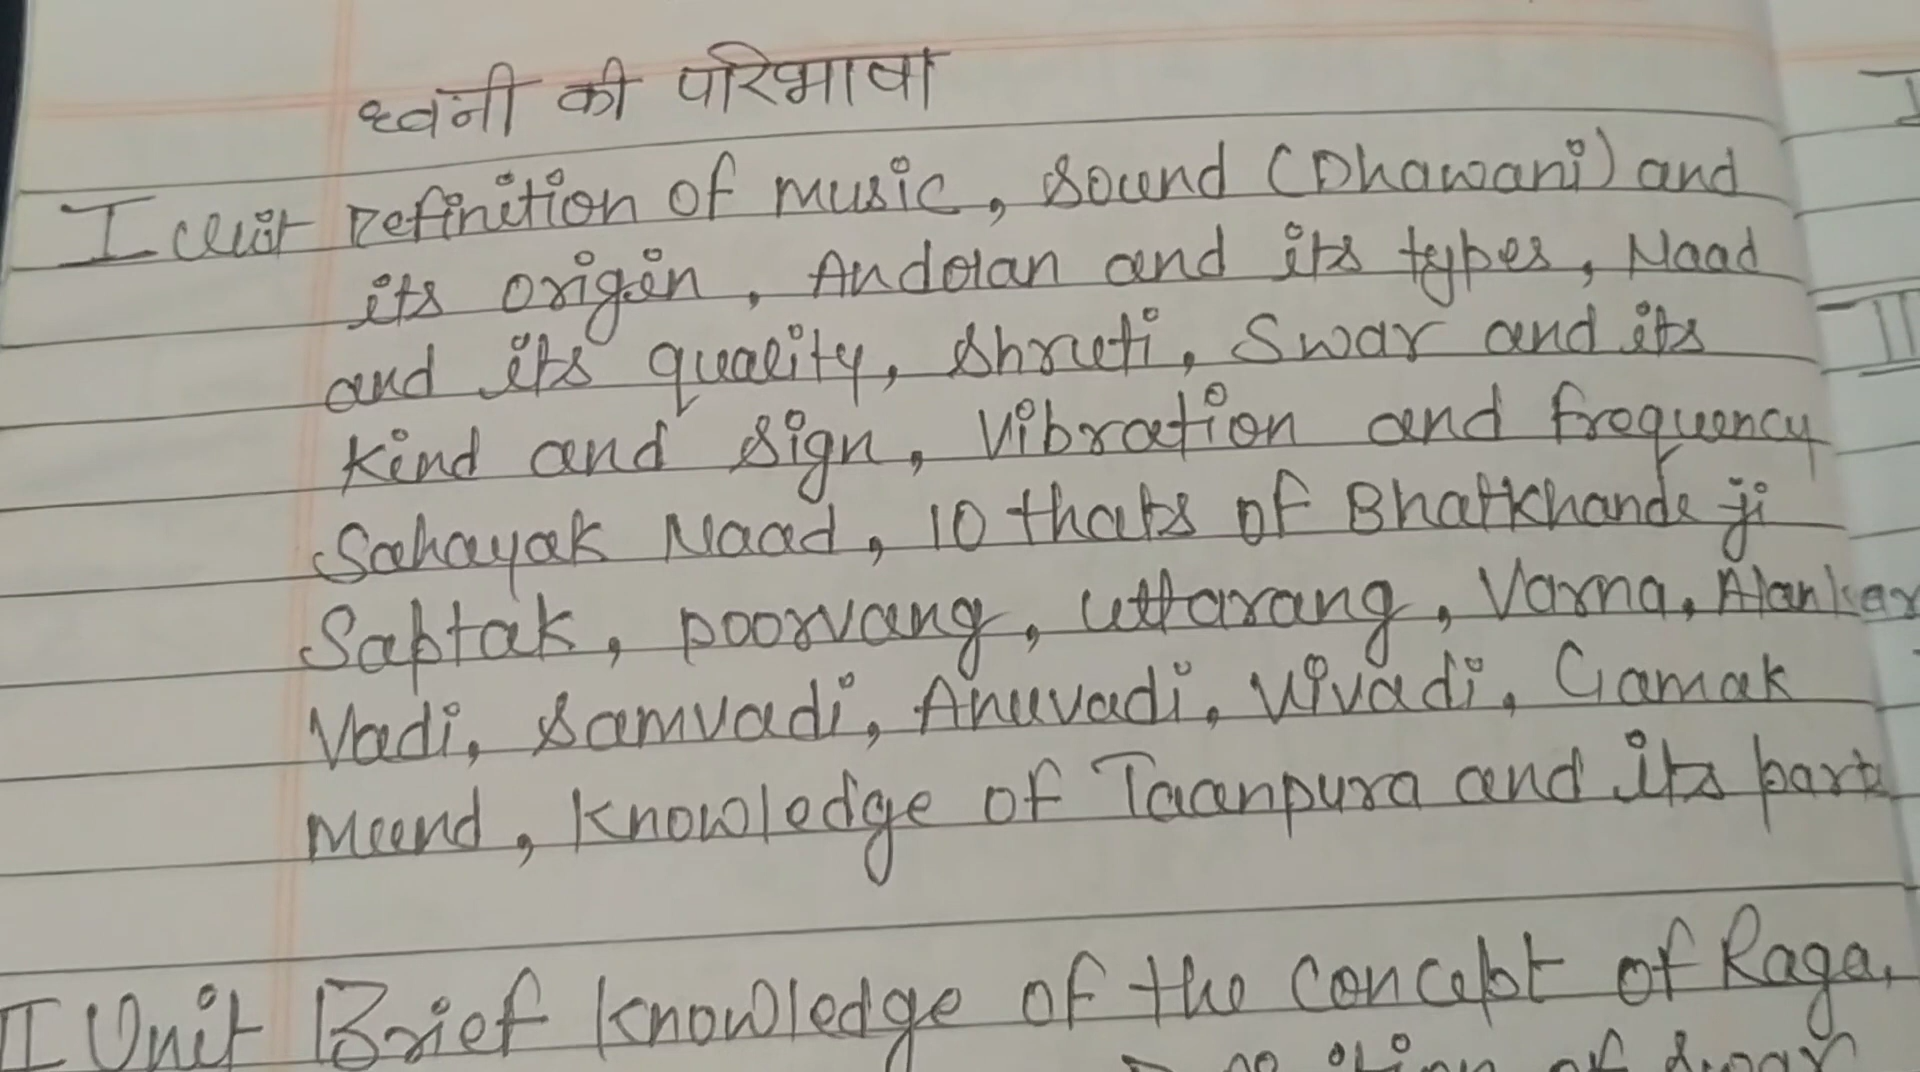 ध्वनी की परिभाषा
I Unit Definition of music, Sound (Dhawani) and
its origin, Andolan and its types, Naad
and its quality, Shruti, Swar and its
Kind and Sign, Vibration and frequency
Sahayak Naad, 10 thats of Bhatkhande ji
Saptak, poorvang, uttarang, Varna, Alankar
Vadi, Samvadi, Anuvadi, Vivadi, Gamak
Meend, Knowledge of Taanpura and its parts
II Unit Brief Knowledge of the Concept of Raga,
of Swar
I
II